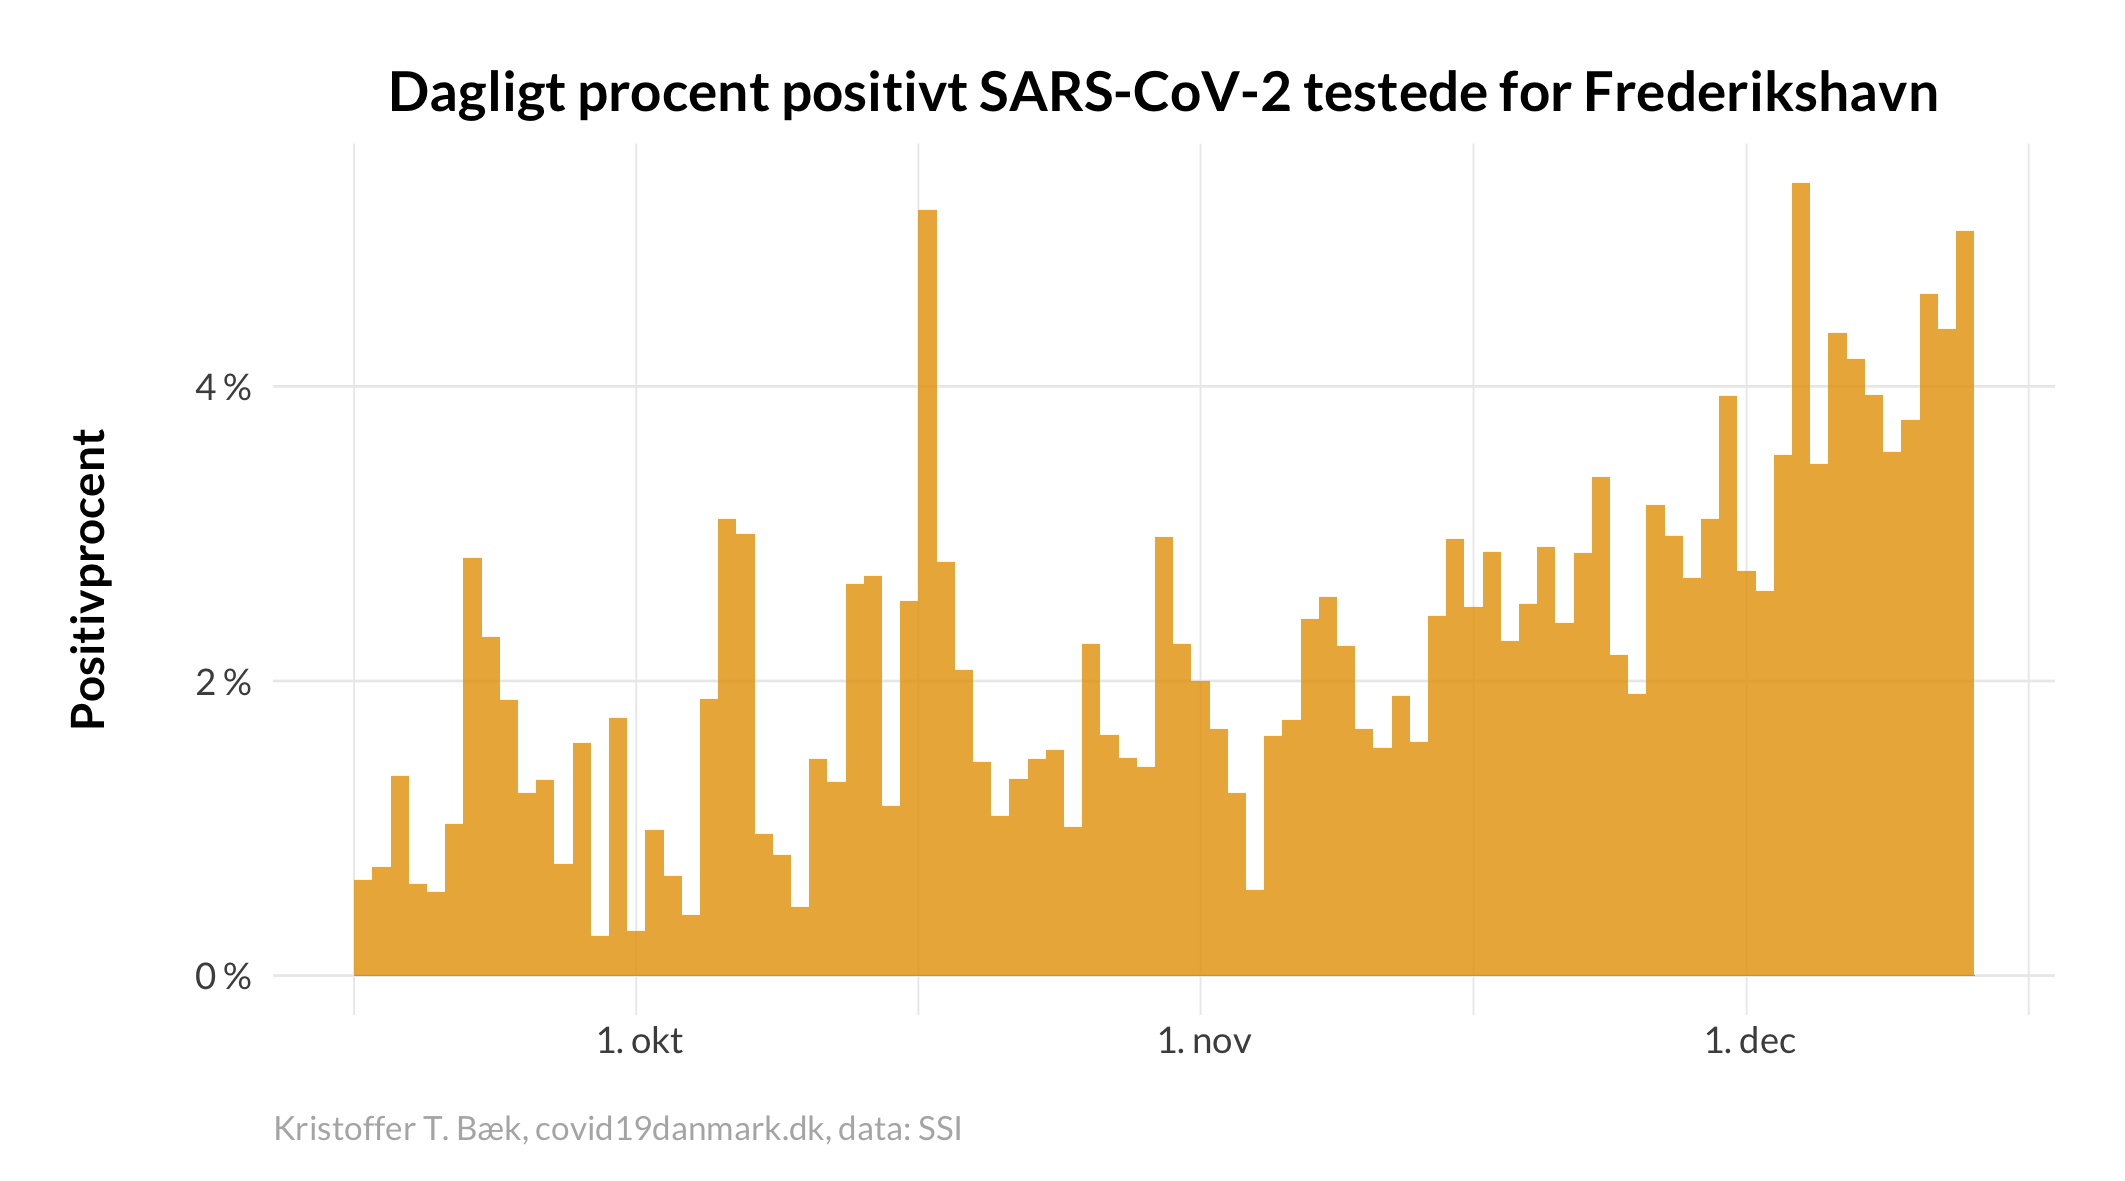 Dagligt procent positivt SARS-CoV-2 testede for Frederikshavn
Positivprocent
4 %
2 %
0 %
1. okt
1. nov
1. dec
Kristoffer T. Bæk, covid19danmark.dk, data: SSI